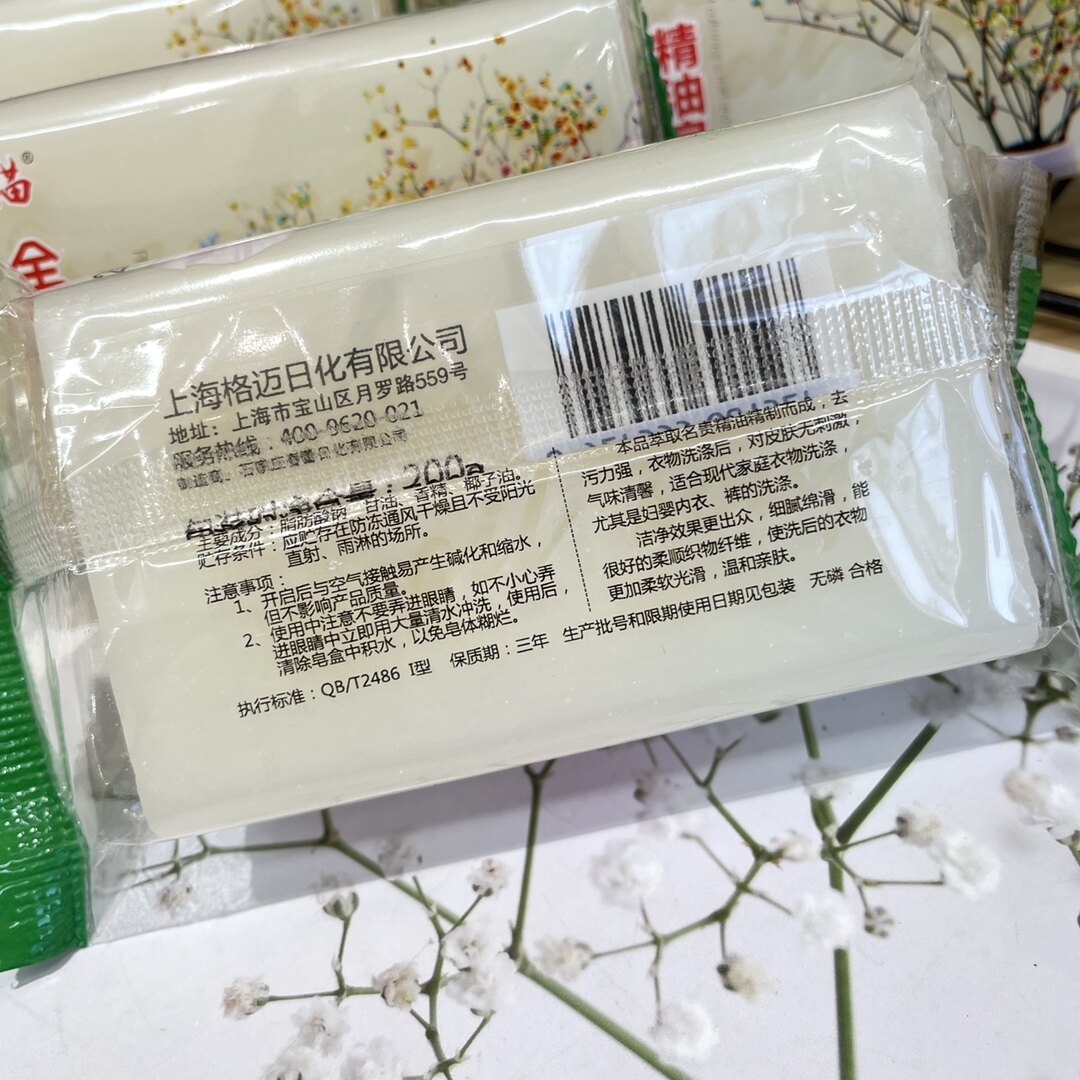 精油皂
猫®
全
上海格迈日化有限公司
地址：上海市宝山区月罗路559号
服务热线：400-9620-021
200g
主要成分：脂肪酸钠、甘油、香精、椰子油。
贮存条件：应贮存在防冻通风干燥且不受阳光
直射、雨淋的场所。
注意事项：
1、开启后与空气接触易产生碱化和缩水，
但不影响产品质量。
2、使用中注意不要弄进眼睛，如不小心弄
进眼睛中立即用大量清水冲洗，使用后，
清除皂盒中积水，以免皂体糊烂。
本品萃取名贵精油精制而成，去
污力强，衣物洗涤后，对皮肤无刺激，
气味清馨，适合现代家庭衣物洗涤，
尤其是妇婴内衣、裤的洗涤。
洁净效果更出众，细腻绵滑，能
很好的柔顺织物纤维，使洗后的衣物
更加柔软光滑，温和亲肤。
执行标准：QB/T2486 I型 保质期：三年 生产批号和限期使用日期见包装 无磷 合格